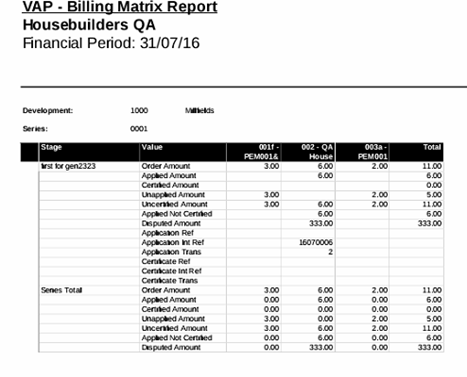 VAP - Billing Matrix Report
Housebuilders QA
Financial Period: 31/07/16
Development: 1000 Millfields
Series: 0001
Stage Value 001f - PEM001& 002 - QA House 003a - PEM001 Total
first for gen2323 Order Amount 3.00 6.00 2.00 11.00
Applied Amount 6.00 6.00
Certified Amount 0.00
Unapplied Amount 3.00 2.00 5.00
Uncertified Amount 3.00 6.00 2.00 11.00
Applied Not Certified 6.00 6.00
Disputed Amount 333.00 333.00
Application Ref
Application Int Ref 16070006
Application Trans 2
Certificate Ref
Certificate Int Ref
Certificate Trans
Series Total Order Amount 3.00 6.00 2.00 11.00
Applied Amount 0.00 6.00 0.00 6.00
Certified Amount 0.00 0.00 0.00 0.00
Unapplied Amount 3.00 0.00 2.00 5.00
Uncertified Amount 3.00 6.00 2.00 11.00
Applied Not Certified 0.00 6.00 0.00 6.00
Disputed Amount 0.00 333.00 0.00 333.00